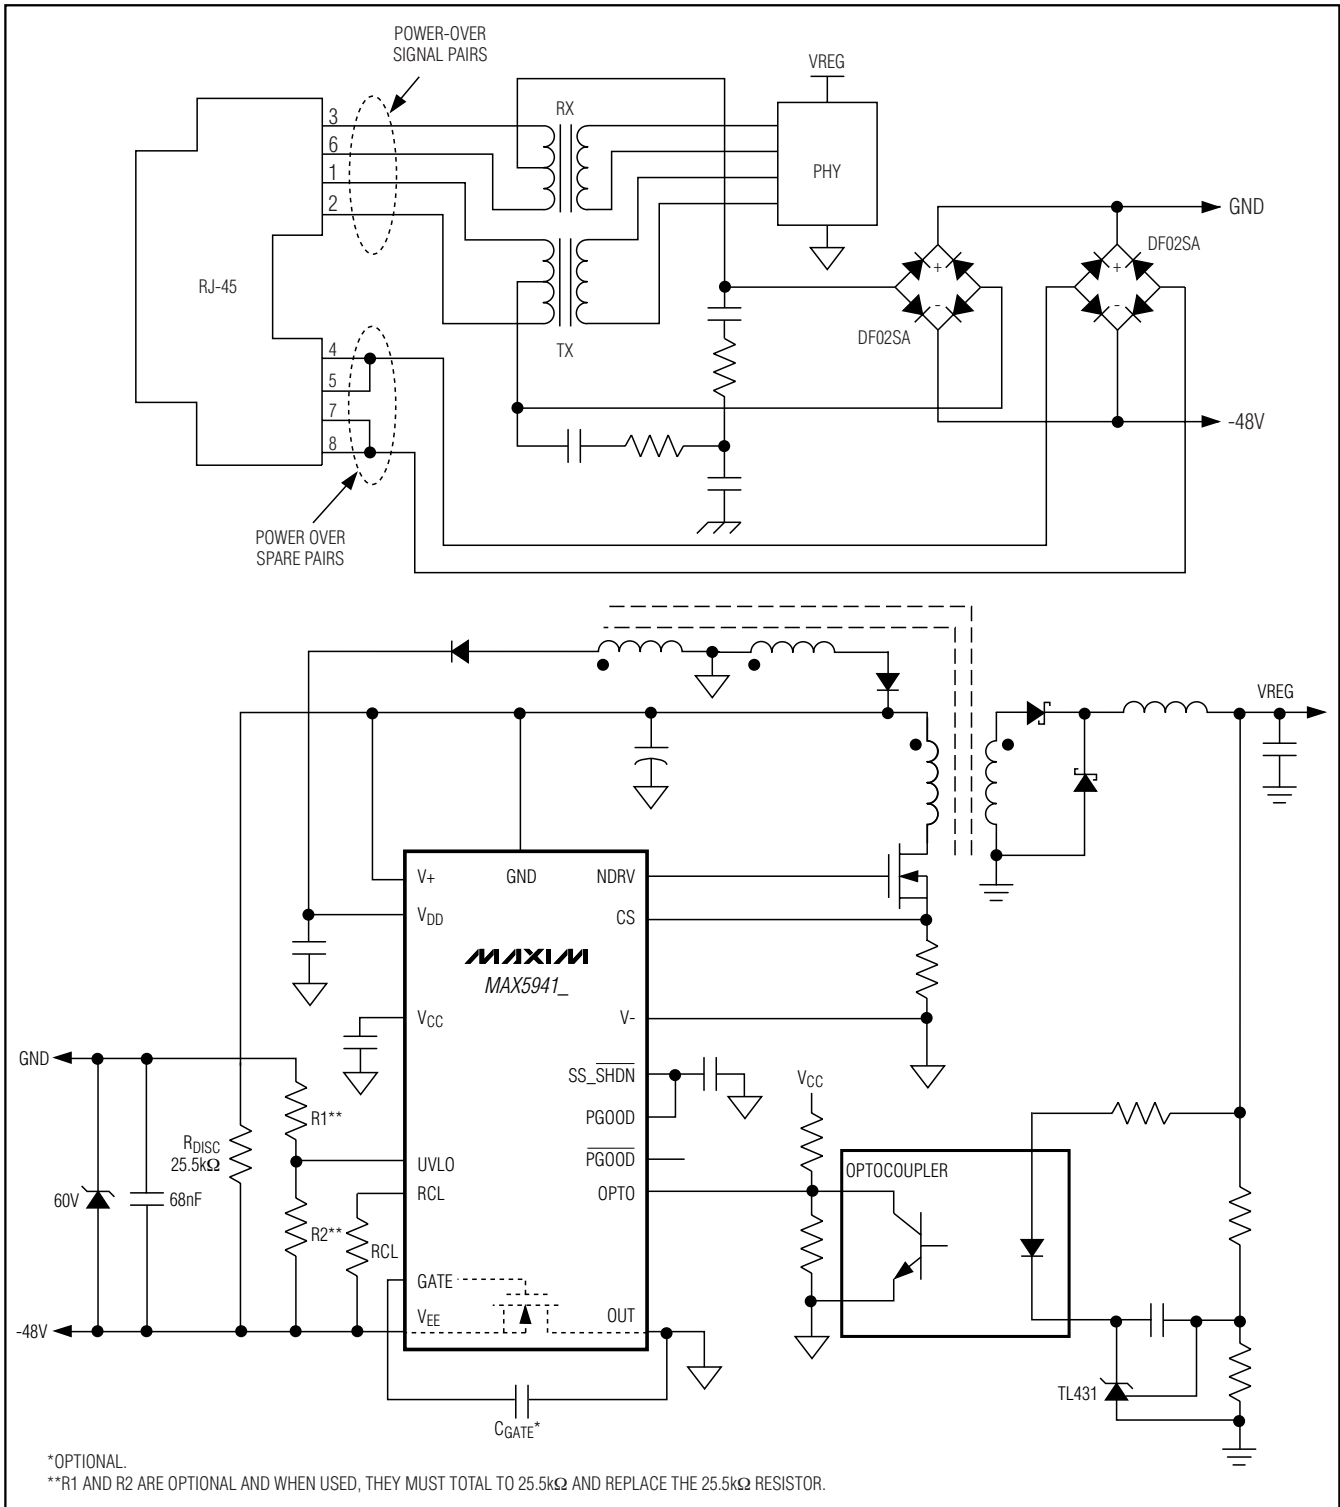 POWER-OVER
SIGNAL PAIRS
VREG
RX
3
6
1
2
PHY
GND
DF02SA
+
+
-
-
RJ-45
DF02SA
TX
4
5
7
8
-48V
POWER OVER
SPARE PAIRS
VREG
V+
GND
NDRV
VDD
CS
MAXIM
MAX5941_
VCC
V-
GND
SS_SHDN
VCC
R1**
PGOOD
RDISC
25.5kΩ
PGOOD
OPTOCOUPLER
UVLO
RCL
OPTO
60V
68nF
R2**
RCL
GATE
VEE
OUT
-48V
TL431
CGATE*
*OPTIONAL.
**R1 AND R2 ARE OPTIONAL AND WHEN USED, THEY MUST TOTAL TO 25.5kΩ AND REPLACE THE 25.5kΩ RESISTOR.